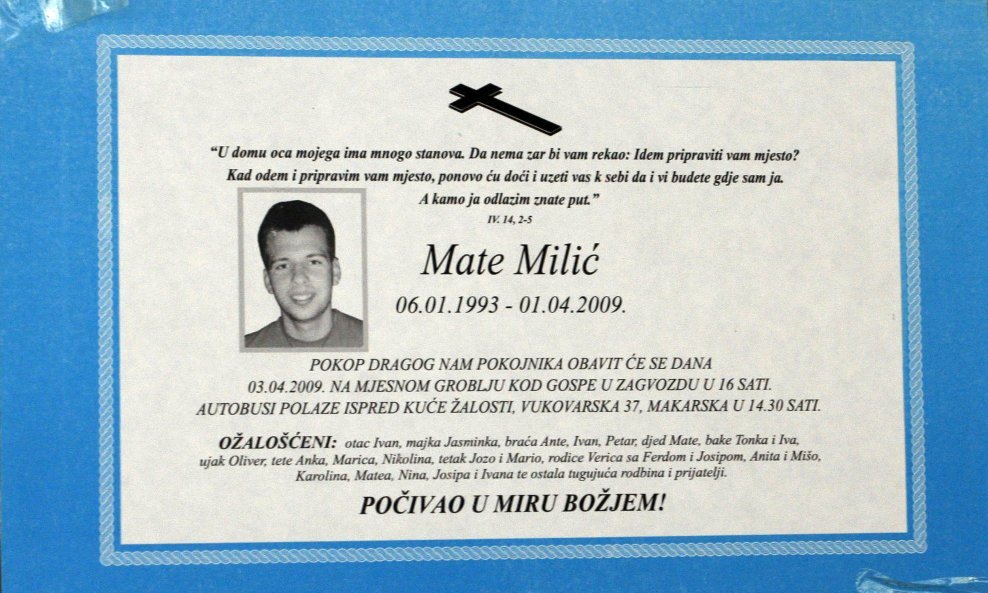 “U domu oca mojega ima mnogo stanova. Da nema zar bi vam rekao: Idem pripraviti vam mjesto?
Kad odem i pripravim vam mjesto, ponovo ću doći i uzeti vas k sebi da i vi budete gdje sam ja.
A kamo ja odlazim znate put.”
IV. 14, 2-5
Mate Milić
06.01.1993 - 01.04.2009.
POKOP DRAGOG NAM POKOJNIKA OBAVIT ĆE SE DANA
03.04.2009. NA MJESNOM GROBLJU KOD GOSPE U ZAGVOZDU U 16 SATI.
AUTOBUSI POLAZE ISPRED KUĆE ŽALOSTI, VUKOVARSKA 37, MAKARSKA U 14.30 SATI.
OŽALOŠĆENI: otac Ivan, majka Jasminka, braća Ante, Ivan, Petar, djed Mate, bake Tonka i Iva,
ujak Oliver, tete Anka, Marica, Nikolina, tetak Jozo i Mario, rodice Verica sa Ferdom i Josipom, Anita i Mišo,
Karolina, Matea, Nina, Josipa i Ivana te ostala tugujuća rodbina i prijatelji.
POČIVAO U MIRU BOŽJEM!